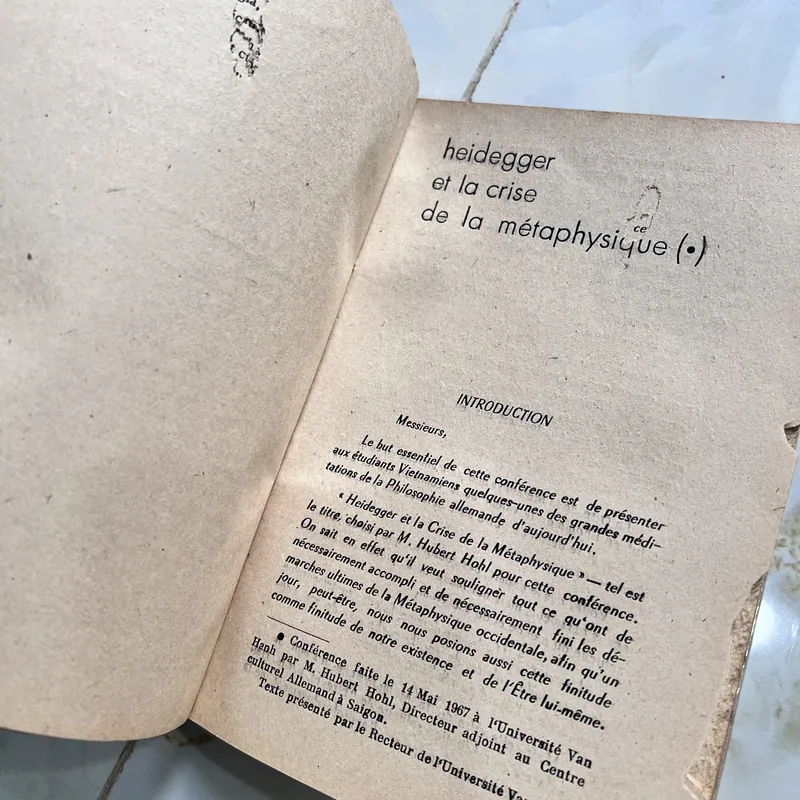 heidegger
et la crise
de la métaphysique (•)
ce
INTRODUCTION
Messieurs,
Le but essentiel de cette conférence est de présenter
aux étudiants Vietnamiens quelques-unes des grandes médi-
tations de la Philosophie allemande d'aujourd'hui.
« Heidegger et la Crise de la Métaphysique » — tel est
le titre, choisi par M. Hubert Hohl pour cette conférence.
On sait en effet qu'il veut souligner tout ce qu'ont de
nécessairement accompli et de nécessairement fini les dé-
marches ultimes de la Métaphysique occidentale, afin qu'un
jour, peut-être, nous nous posions aussi cette finitude
comme finitude de notre existence et de l'Être lui-même.
● Conférence faite le 14 Mai 1967 à l'Université Van
Hanh par M. Hubert Hohl, Directeur adjoint au Centre
culturel Allemand à Saigon.
Texte présenté par le Recteur de l'Université Van